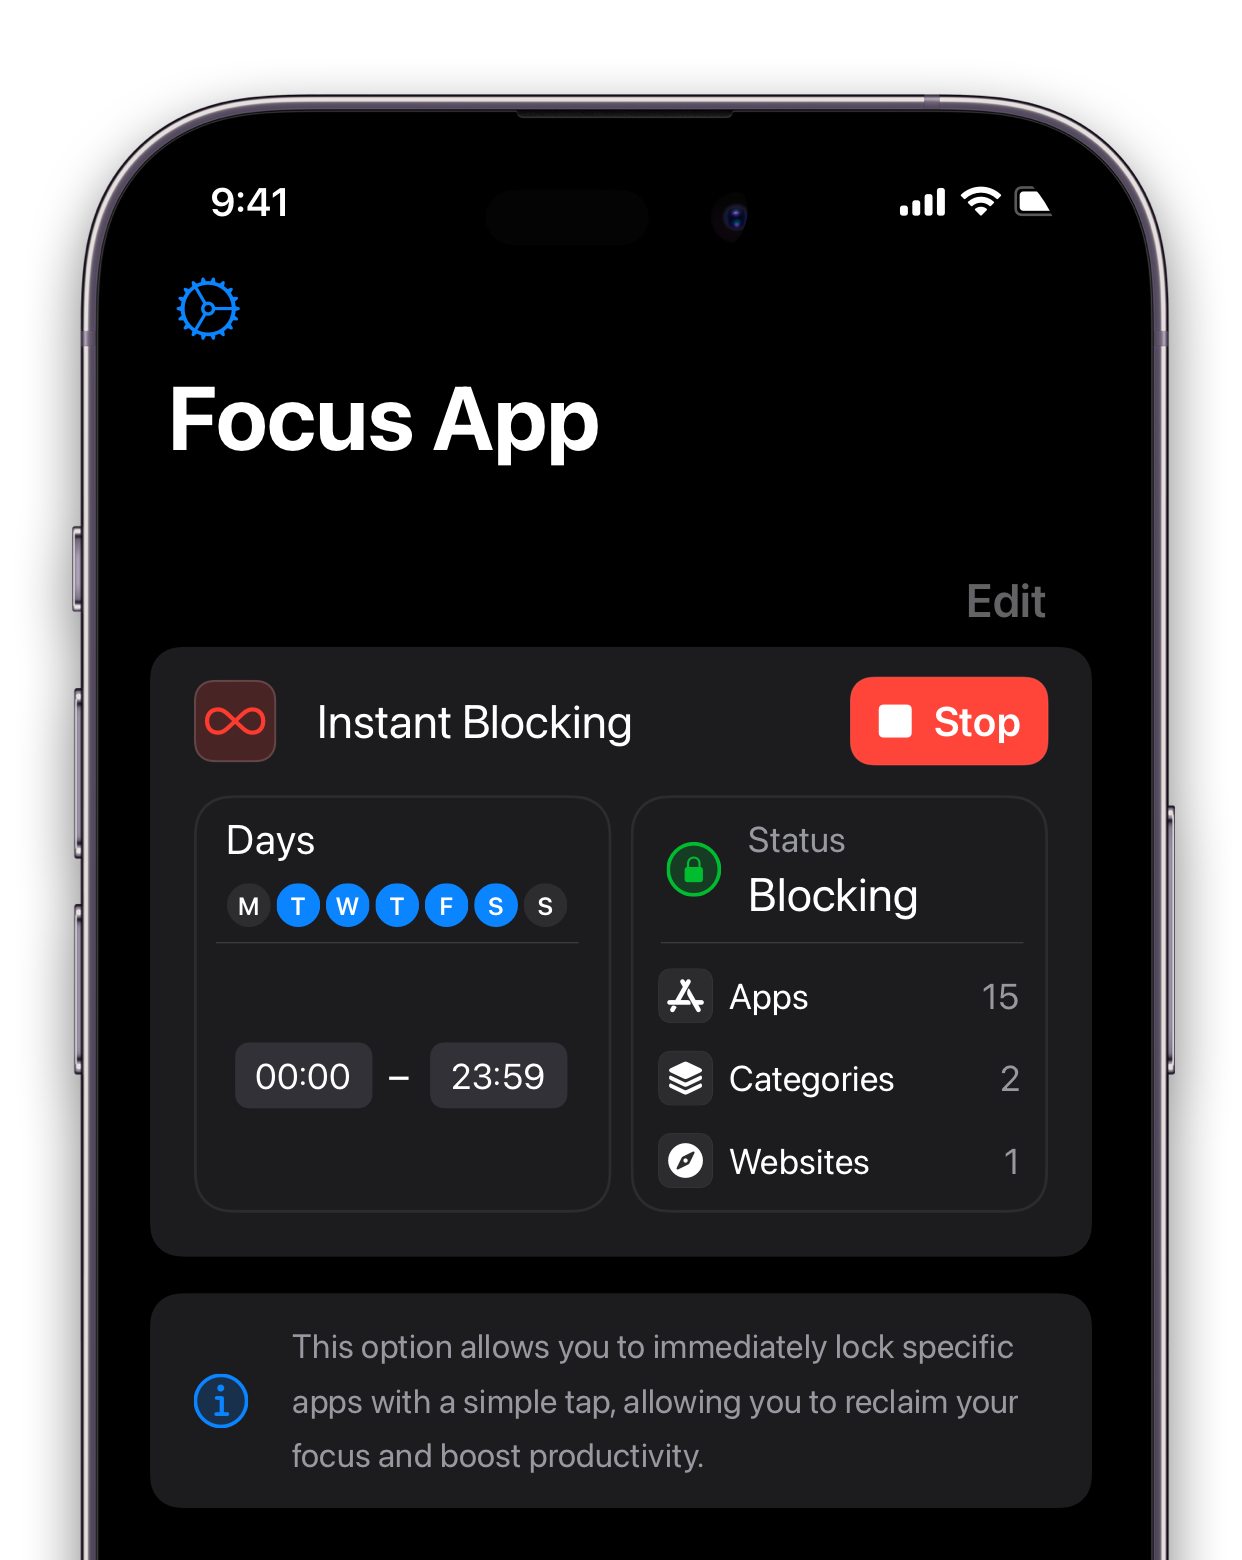 9:41
Focus App
Edit
Instant Blocking
Stop
Days
M T W T F S S
00:00 – 23:59
Status
Blocking
Apps 15
Categories 2
Websites 1
This option allows you to immediately lock specific
apps with a simple tap, allowing you to reclaim your
focus and boost productivity.